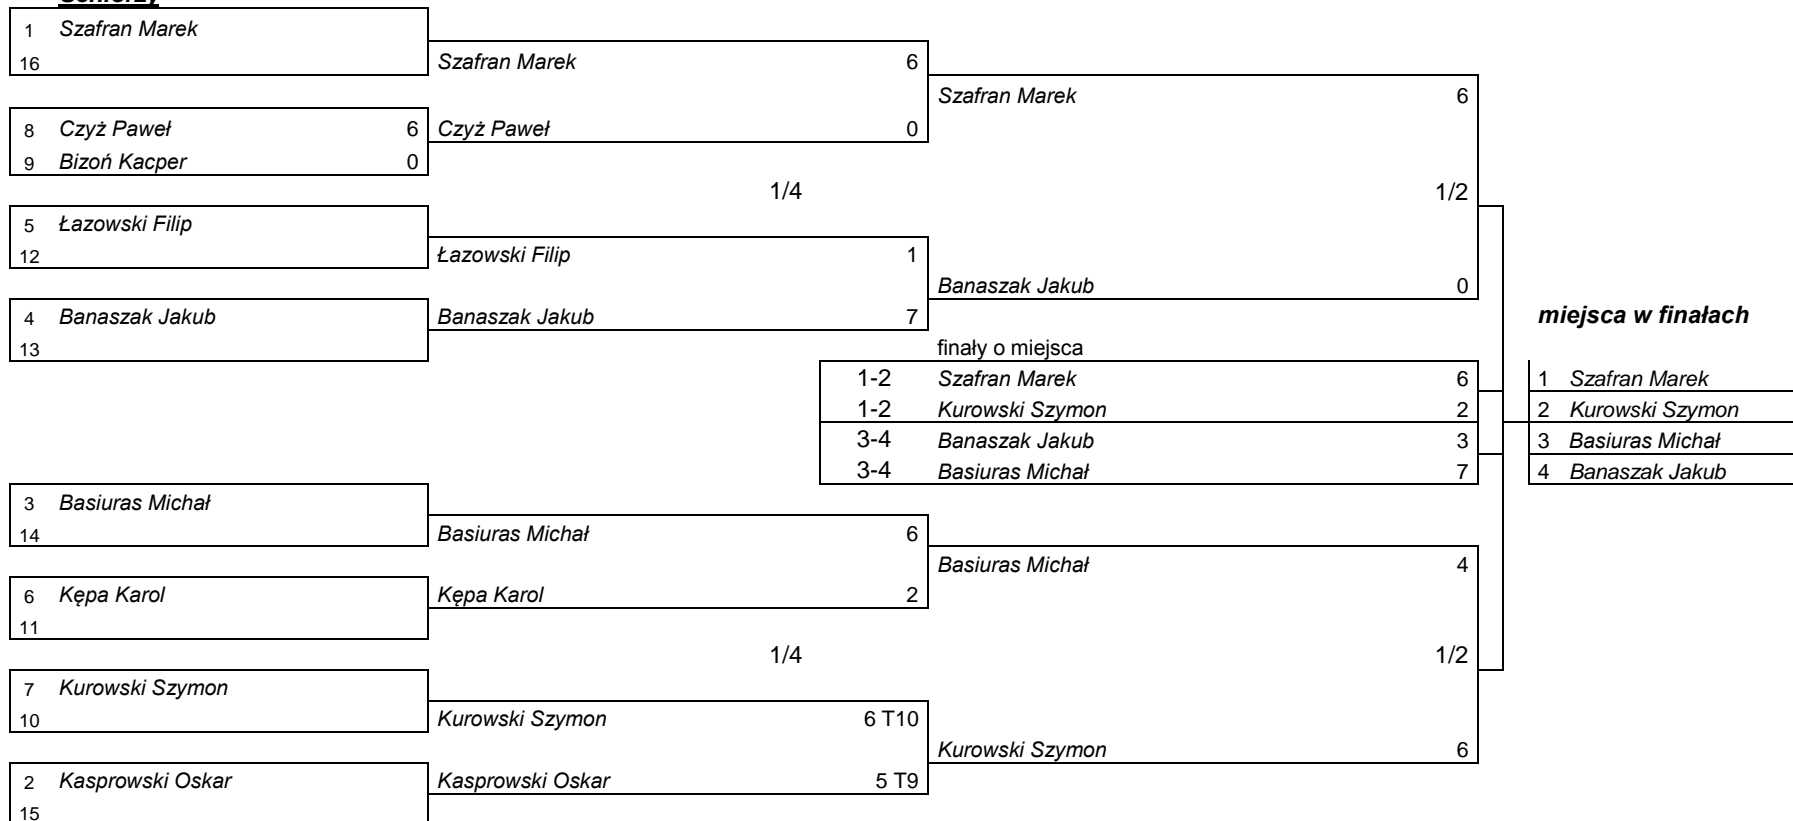 1 Szafran Marek
16
Szafran Marek 6
Szafran Marek 6
8 Czyż Paweł 6
Czyż Paweł 0
9 Bizoń Kacper 0
1/4
1/2
5 Łazowski Filip
12
Łazowski Filip 1
Banaszak Jakub 0
4 Banaszak Jakub
Banaszak Jakub 7
miejsca w finałach
13
finały o miejsca
1-2 Szafran Marek 6
1 Szafran Marek
1-2 Kurowski Szymon 2
2 Kurowski Szymon
3-4 Banaszak Jakub 3
3 Basiuras Michał
3-4 Basiuras Michał 7
4 Banaszak Jakub
3 Basiuras Michał
14
Basiuras Michał 6
Basiuras Michał 4
6 Kępa Karol
Kępa Karol 2
11
1/4
1/2
7 Kurowski Szymon
10
Kurowski Szymon 6 T10
Kurowski Szymon 6
2 Kasprowski Oskar
Kasprowski Oskar 5 T9
15